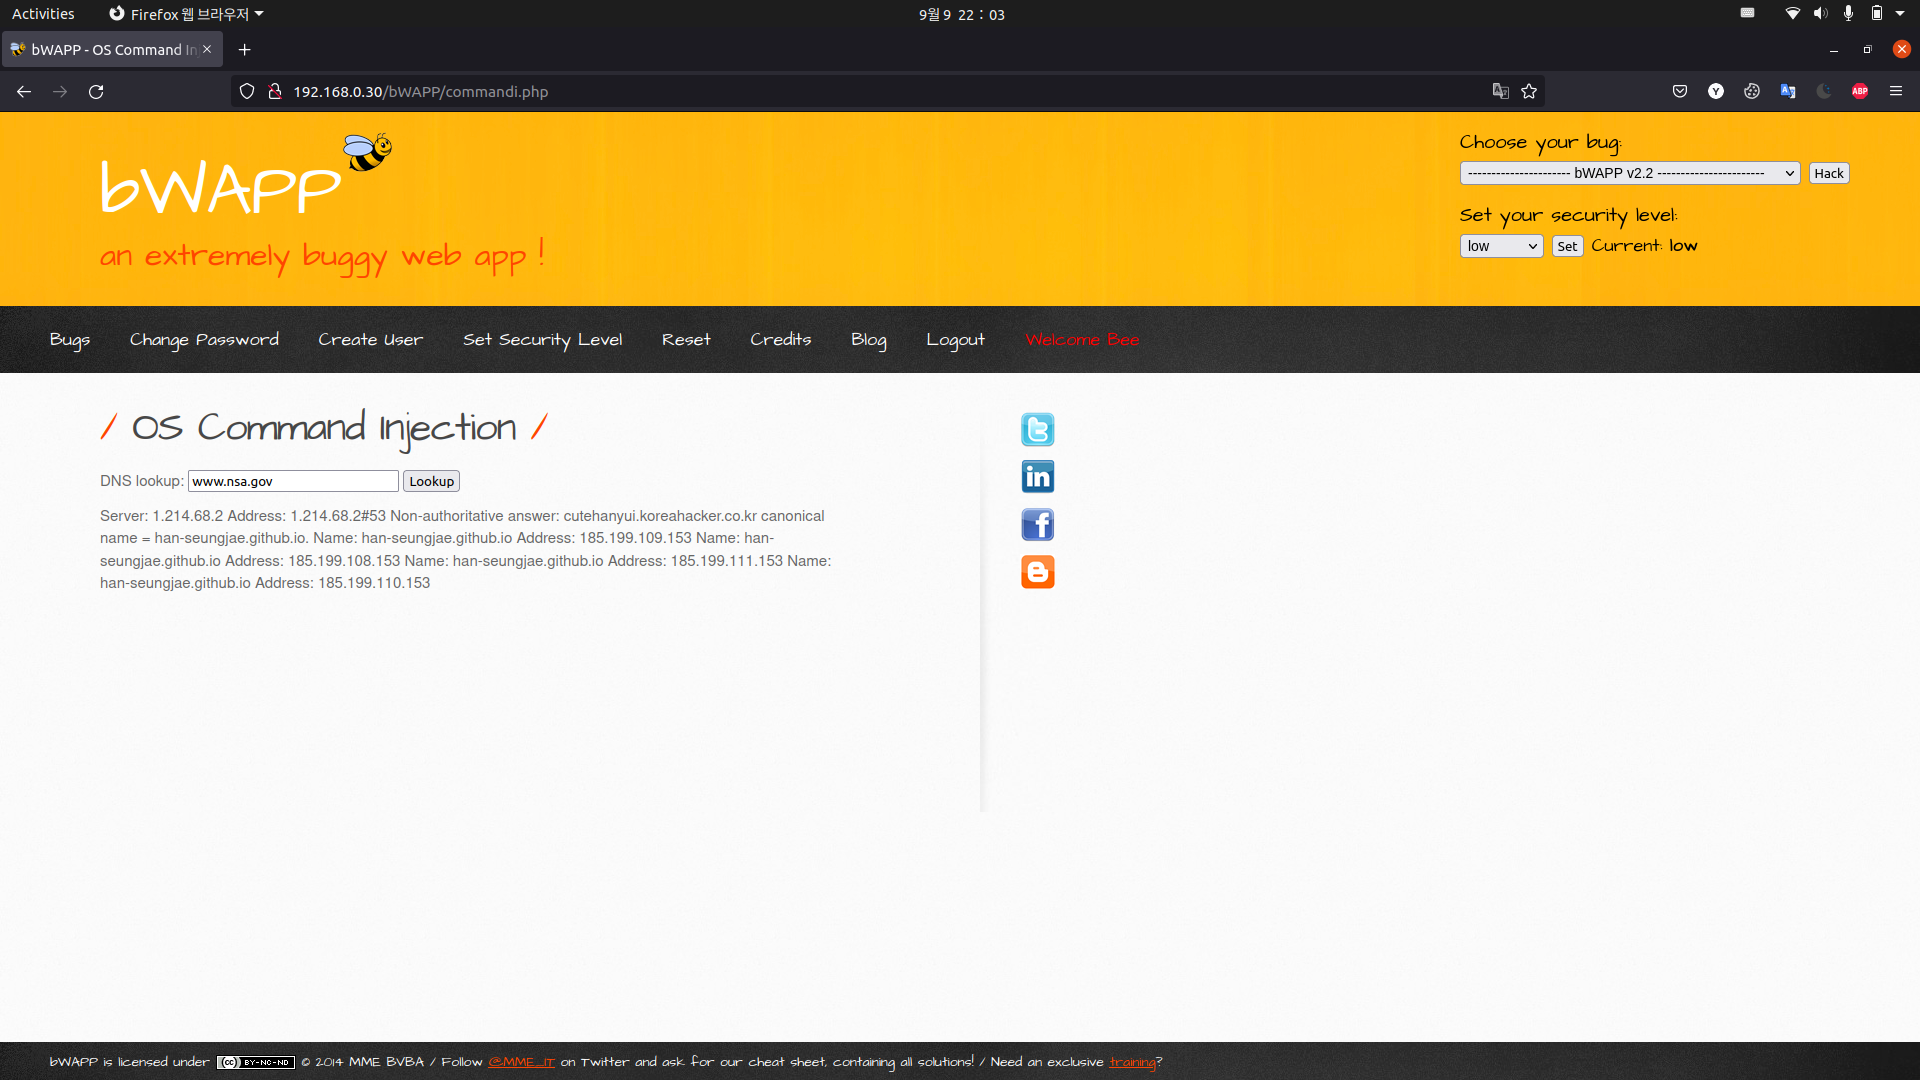 Activities
Firefox 웹 브라우저
9월 9 22 : 03
bWAPP - OS Command In
192.168.0.30/bWAPP/commandi.php
Y
ABP
bWAPP
an extremely buggy web app !
Choose your bug:
---------------------- bWAPP v2.2 -----------------------
Hack
Set your security level:
low
Set
Current: low
Bugs
Change Password
Create User
Set Security Level
Reset
Credits
Blog
Logout
Welcome Bee
/ OS Command Injection /
DNS lookup: www.nsa.gov Lookup
Server: 1.214.68.2 Address: 1.214.68.2#53 Non-authoritative answer: cutehanyui.koreahacker.co.kr canonical
name = han-seungjae.github.io. Name: han-seungjae.github.io Address: 185.199.109.153 Name: han-
seungjae.github.io Address: 185.199.108.153 Name: han-seungjae.github.io Address: 185.199.111.153 Name:
han-seungjae.github.io Address: 185.199.110.153
bWAPP is licensed under (cc) BY-NC-ND © 2014 MME BVBA / Follow @MME_IT on Twitter and ask for our cheat sheet, containing all solutions! / Need an exclusive training?